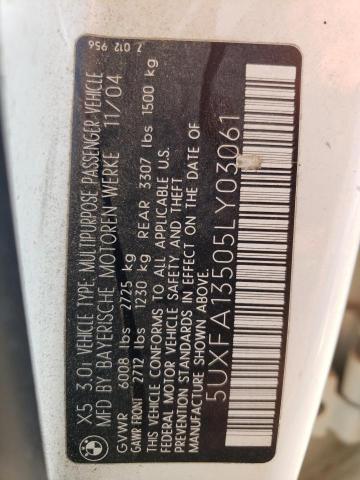 7 012 956
X5 3.0i VEHICLE TYPE: MULTIPURPOSE PASSENGER VEHICLE
MFD BY BAYERISCHE MOTOREN WERKE 11/04
GVWR 6008 lbs 2725 kg
GAWR FRONT 2712 lbs 1230 kg REAR 3307 lbs 1500 kg
THIS VEHICLE CONFORMS TO ALL APPLICABLE U.S.
FEDERAL MOTOR VEHICLE SAFETY AND THEFT
PREVENTION STANDARDS IN EFFECT ON THE DATE OF
MANUFACTURE SHOWN ABOVE.
5UXFA13505LY03061